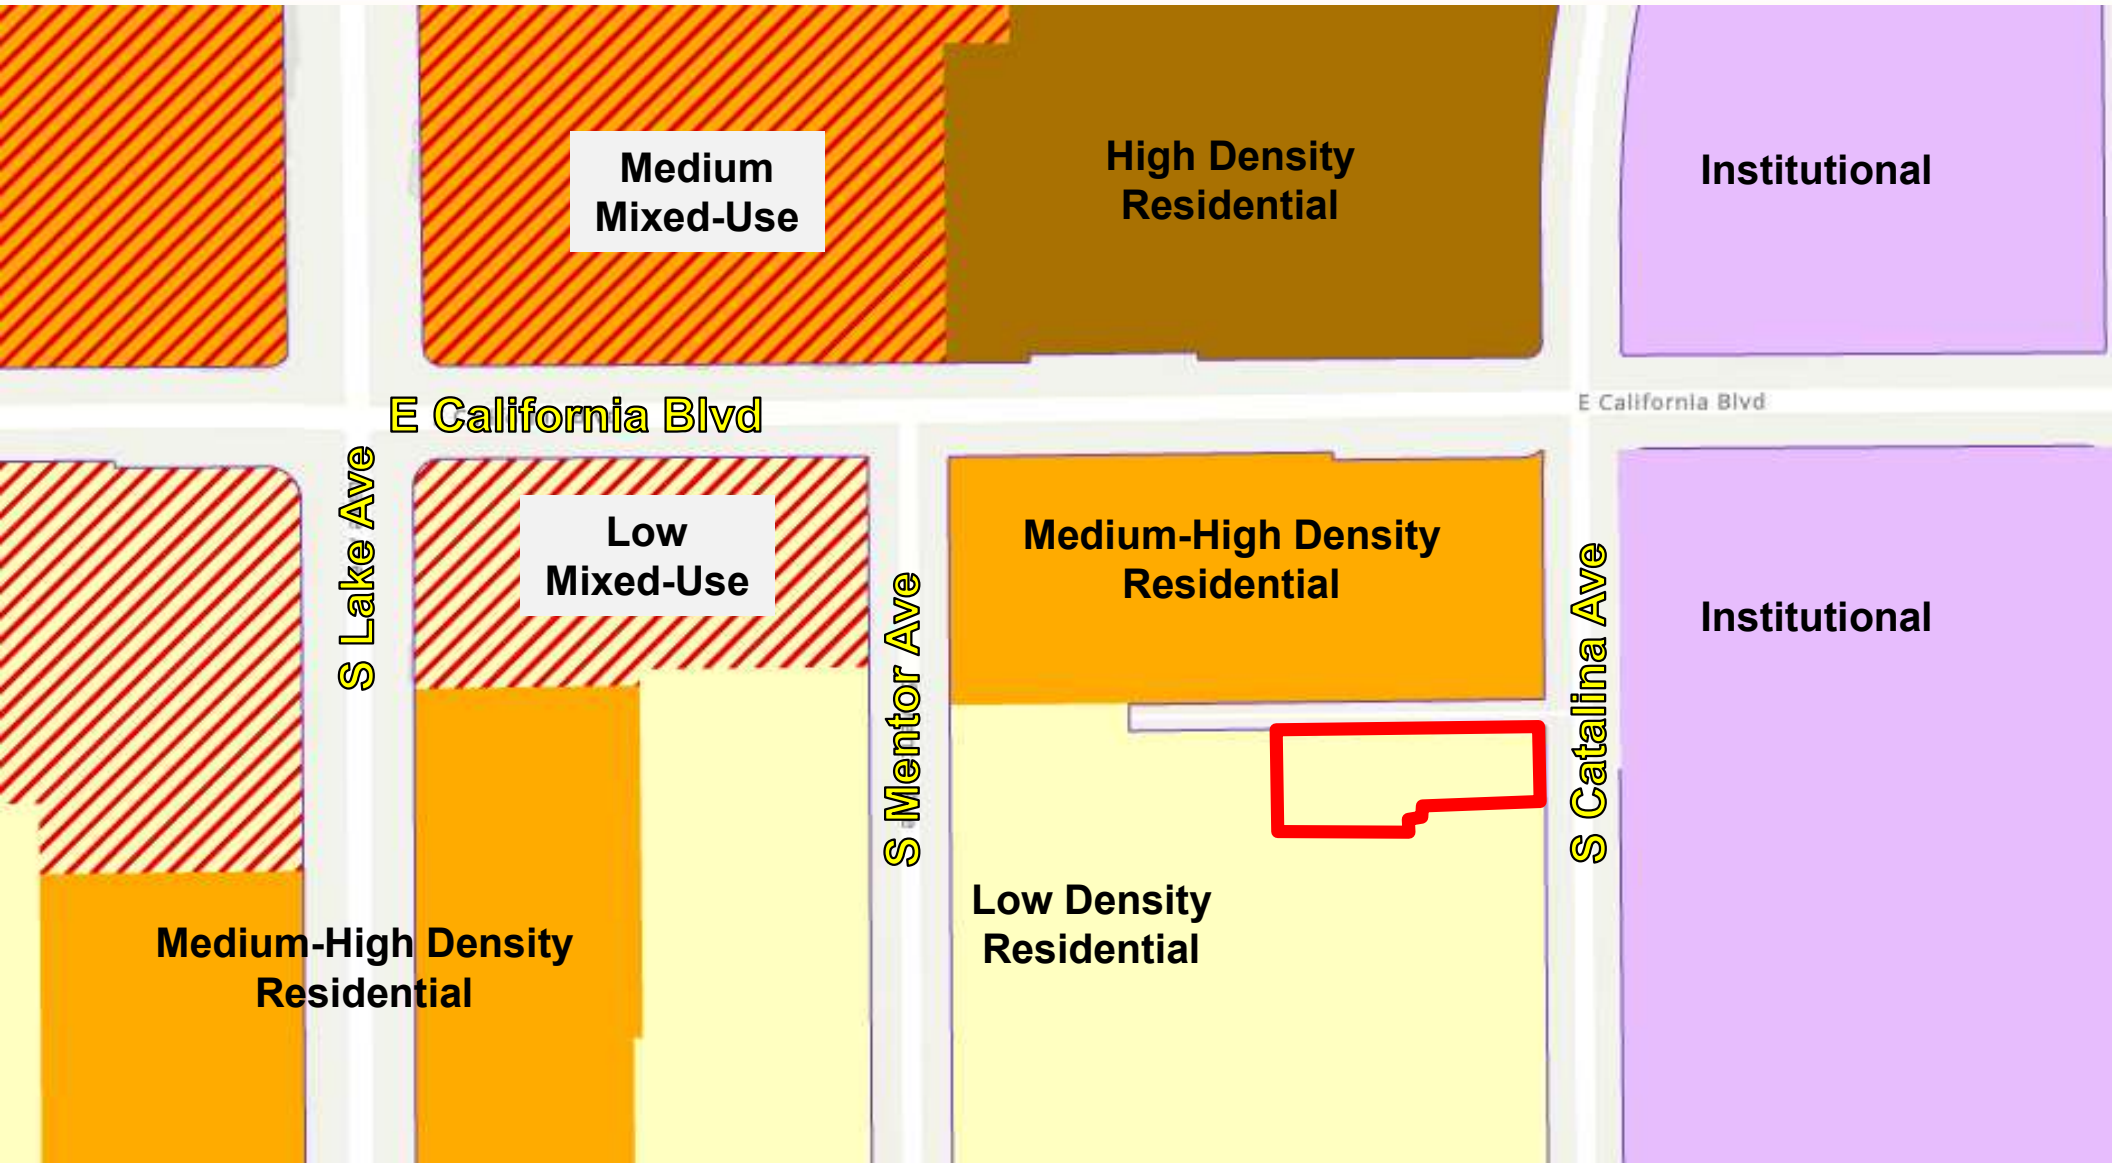 Medium
Mixed-Use
High Density
Residential
Institutional
E California Blvd
E California Blvd
S Lake Ave
Low
Mixed-Use
S Mentor Ave
Medium-High Density
Residential
S Catalina Ave
Institutional
Low Density
Residential
Medium-High Density
Residential